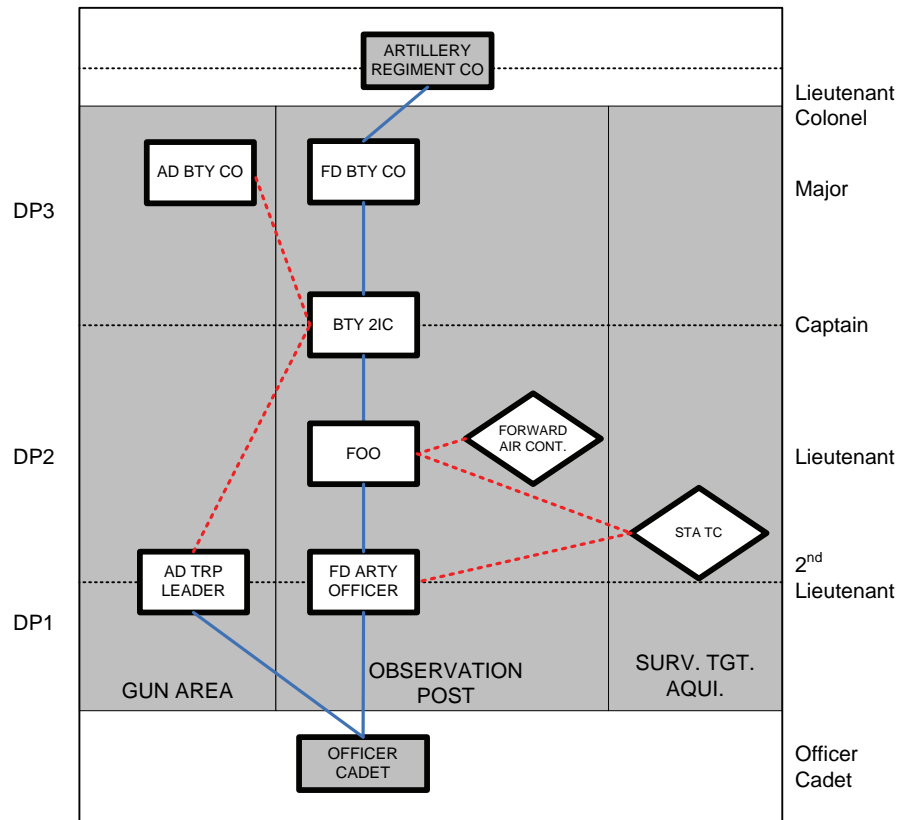 ARTILLERY
REGIMENT CO
Lieutenant
Colonel
AD BTY CO
FD BTY CO
Major
DP3
BTY 2IC
Captain
FORWARD
AIR CONT.
FOO
DP2
Lieutenant
STA TC
AD TRP
LEADER
FD ARTY
OFFICER
2nd
Lieutenant
DP1
GUN AREA
OBSERVATION
POST
SURV. TGT.
AQUI.
OFFICER
CADET
Officer
Cadet